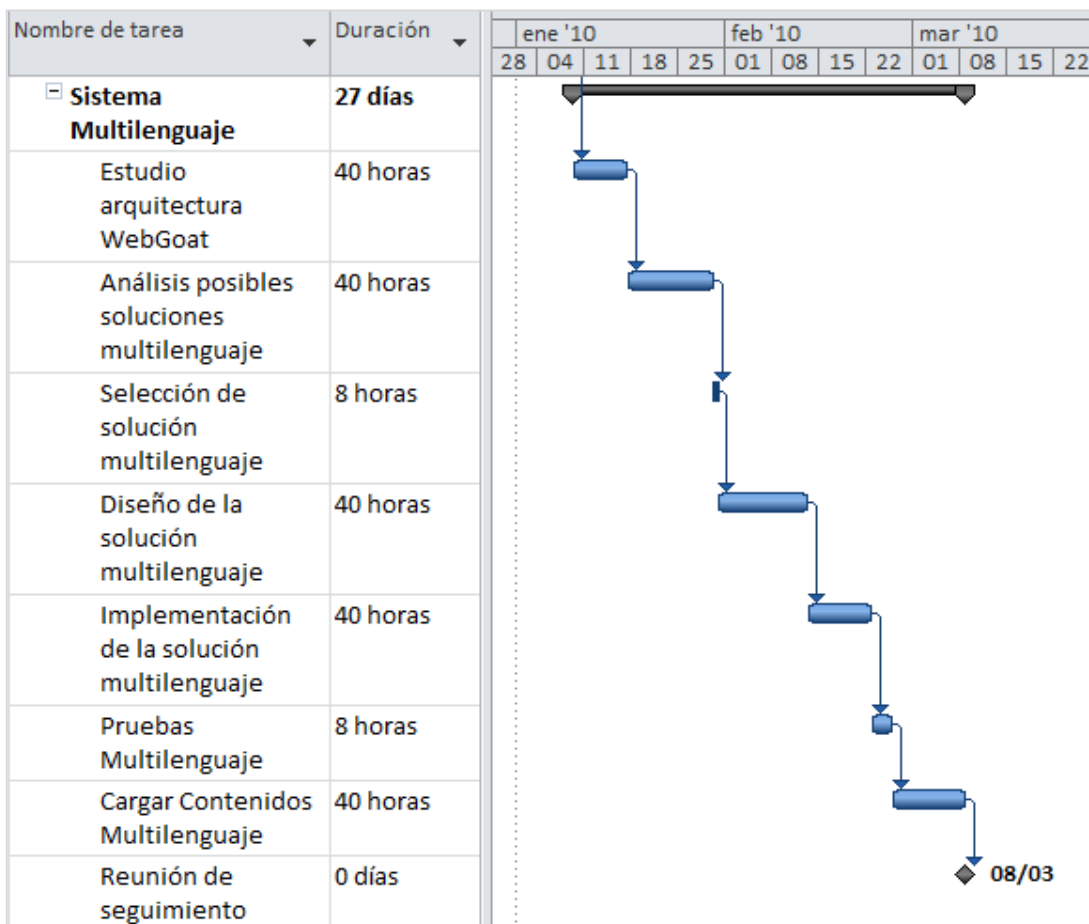 Nombre de tarea
Duración
ene '10
feb '10
mar '10
28 04 11 18 25 01 08 15 22 01 08 15 22
Sistema
Multilenguaje
27 días
Estudio
arquitectura
WebGoat
40 horas
Análisis posibles
soluciones
multilenguaje
40 horas
Selección de
solución
multilenguaje
8 horas
Diseño de la
solución
multilenguaje
40 horas
Implementación
de la solución
multilenguaje
40 horas
Pruebas
Multilenguaje
8 horas
Cargar Contenidos
Multilenguaje
40 horas
Reunión de
seguimiento
0 días
08/03